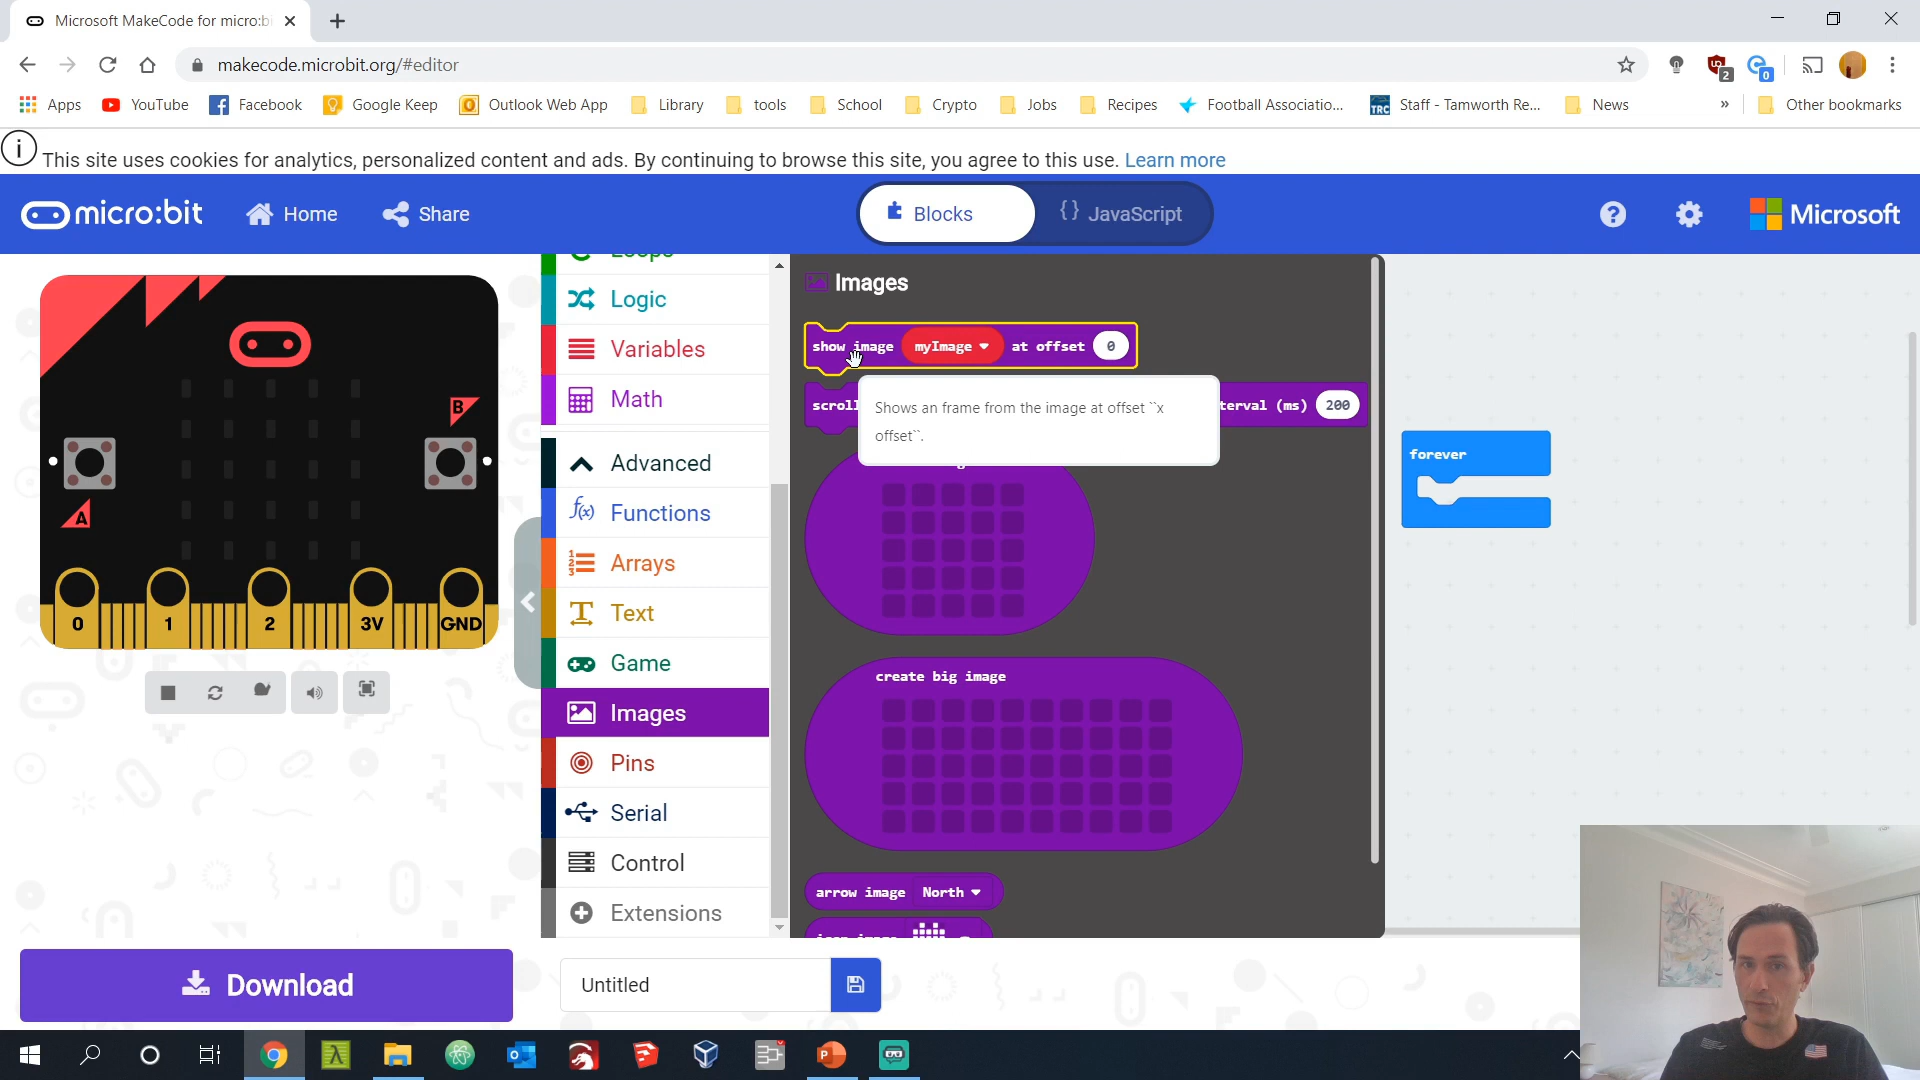 Microsoft MakeCode for micro:b
makecode.microbit.org/#editor
2
0
Apps
YouTube
Facebook
Google Keep
Outlook Web App
Library
tools
School
Crypto
Jobs
Recipes
Football Associatio...
TRC
Staff - Tamworth Re...
News
»
Other bookmarks
This site uses cookies for analytics, personalized content and ads. By continuing to browse this site, you agree to this use. Learn more
micro:bit
Home
Share
Blocks
{} JavaScript
?
Microsoft
A
B
0
1
2
3V
GND
Loops
Logic
Variables
Math
Advanced
f(x) Functions
Arrays
Text
Game
Images
Pins
Serial
Control
Extensions
Images
show image myImage at offset 0
Shows an frame from the image at offset ``x
offset``.
terval (ms) 200
create big image
arrow image North
forever
Download
Untitled